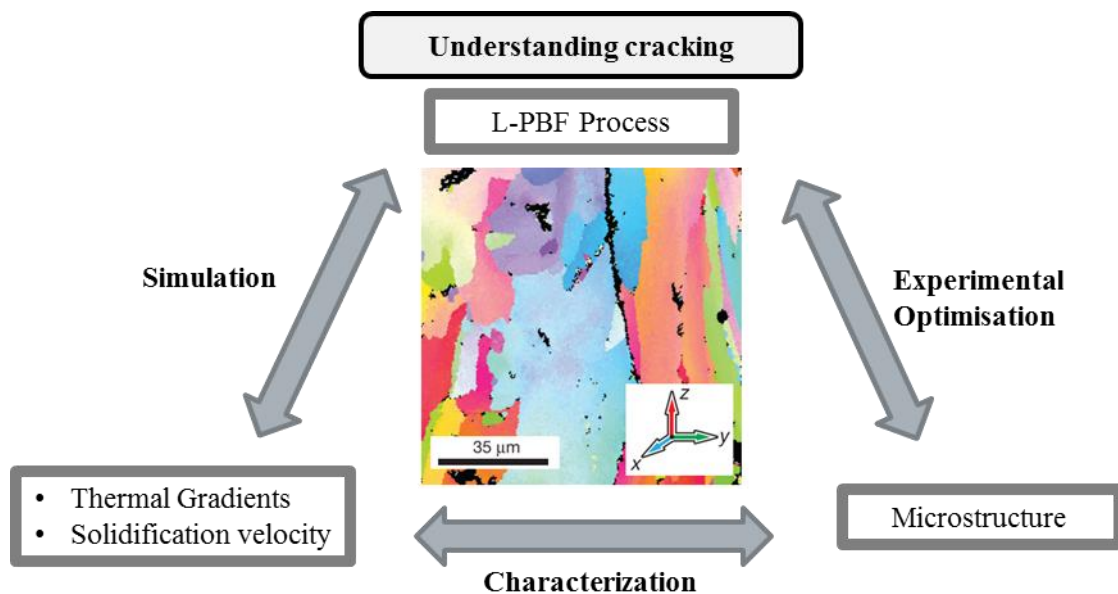 Understanding cracking
L-PBF Process
Simulation
Experimental
Optimisation
35 μm
z
y
x
• Thermal Gradients
• Solidification velocity
Microstructure
Characterization